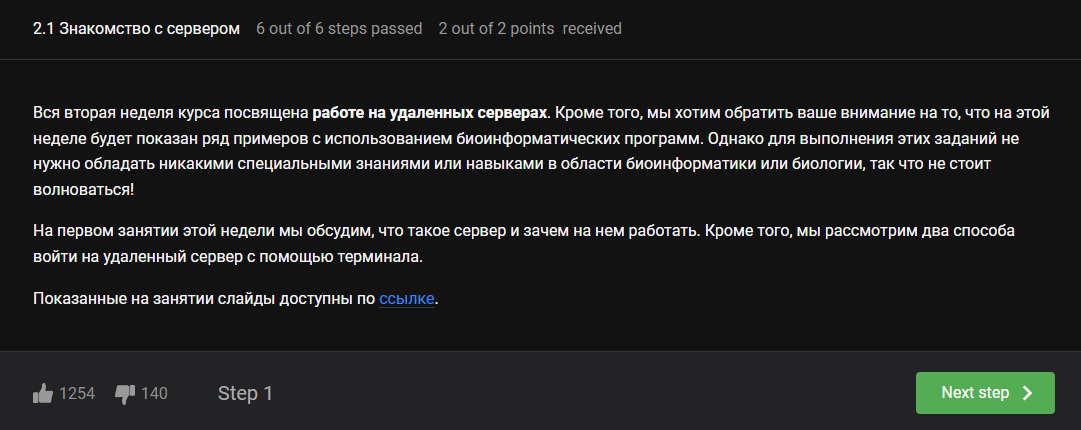 2.1 Знакомство с сервером 6 out of 6 steps passed 2 out of 2 points received
Вся вторая неделя курса посвящена работе на удаленных серверах. Кроме того, мы хотим обратить ваше внимание на то, что на этой
неделе будет показан ряд примеров с использованием биоинформатических программ. Однако для выполнения этих заданий не
нужно обладать никакими специальными знаниями или навыками в области биоинформатики или биологии, так что не стоит
волноваться!
На первом занятии этой недели мы обсудим, что такое сервер и зачем на нем работать. Кроме того, мы рассмотрим два способа
войти на удаленный сервер с помощью терминала.
Показанные на занятии слайды доступны по ссылке.
1254 140 Step 1 Next step